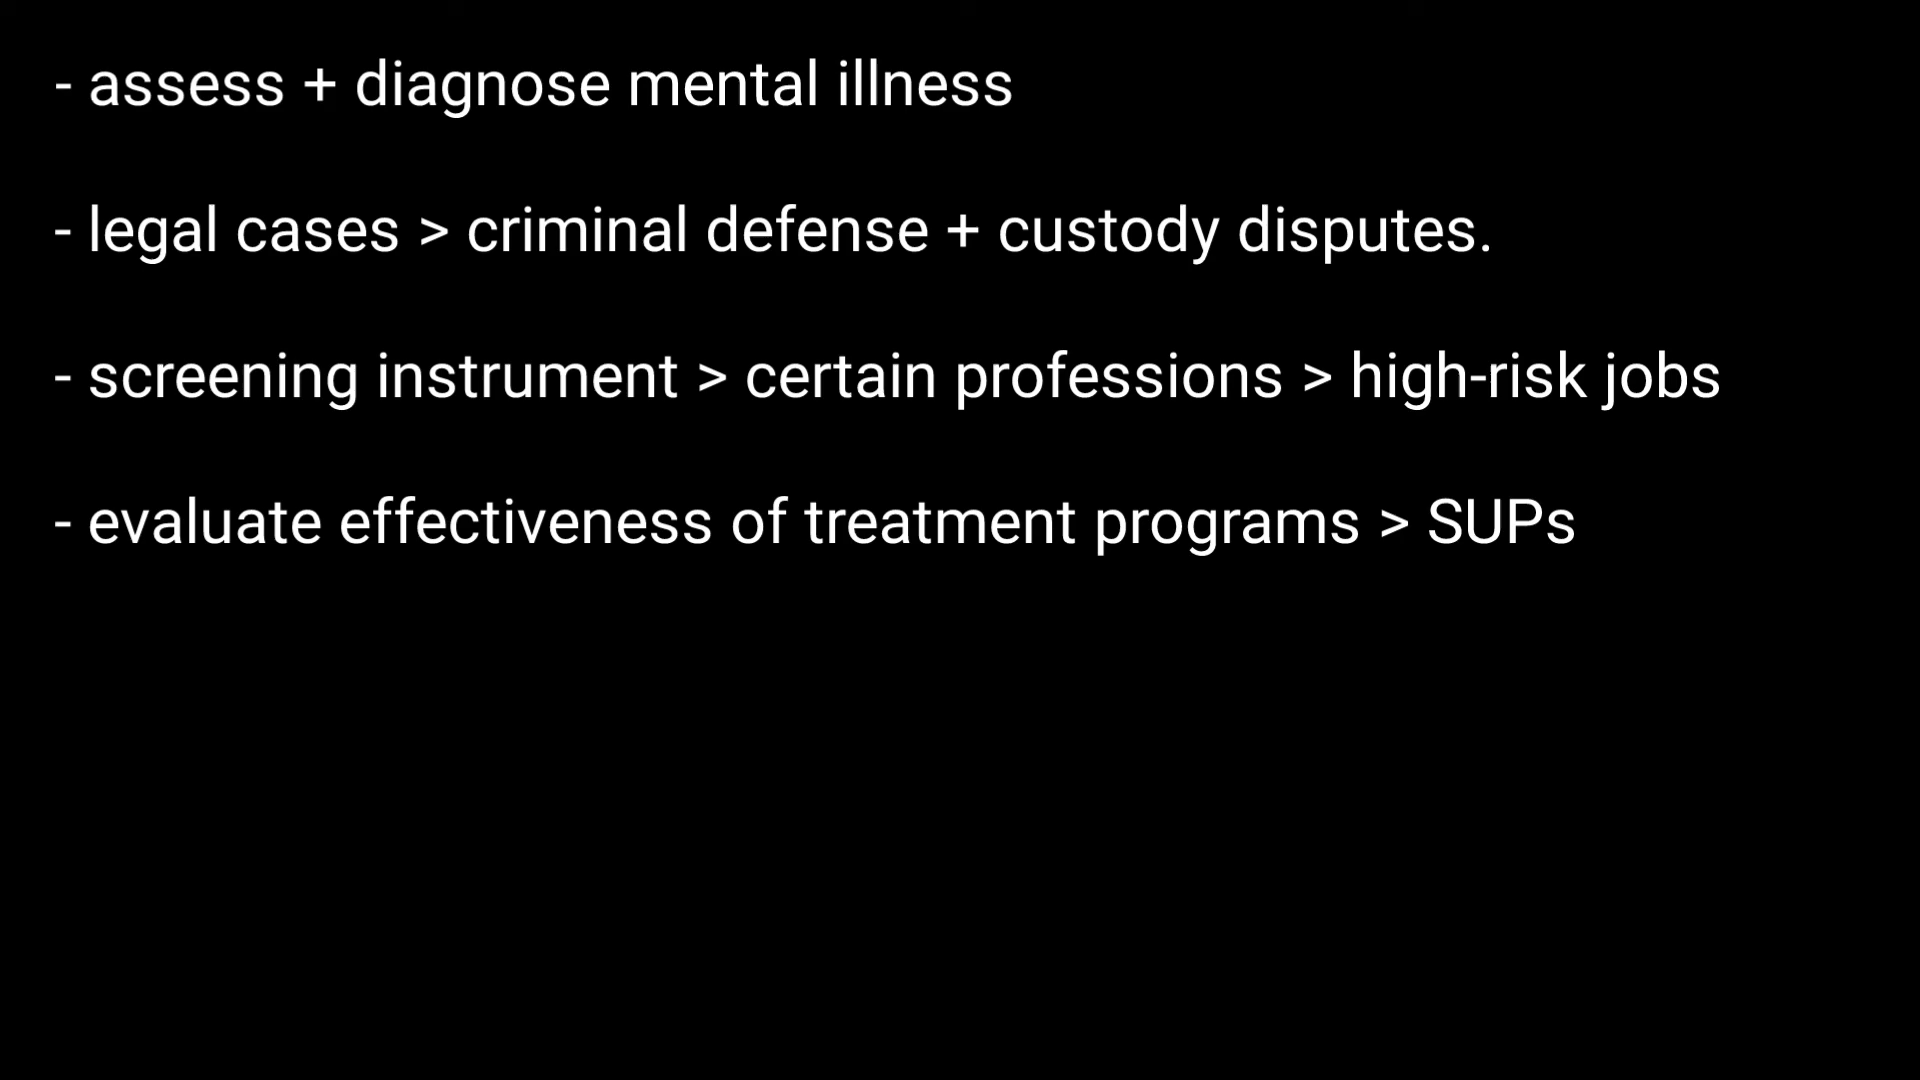 - assess + diagnose mental illness
- legal cases > criminal defense + custody disputes.
- screening instrument > certain professions > high-risk jobs
- evaluate effectiveness of treatment programs > SUPs